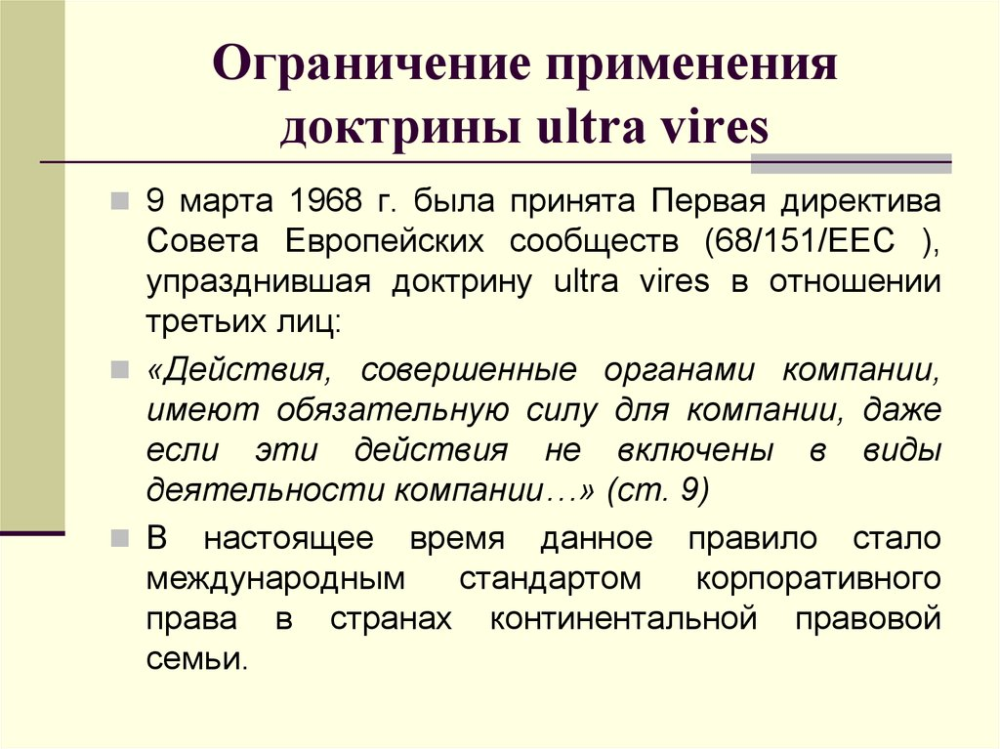 Ограничение применения
доктрины ultra vires
9 марта 1968 г. была принята Первая директива
Совета Европейских сообществ (68/151/ЕЕС ),
упразднившая доктрину ultra vires в отношении
третьих лиц:
«Действия, совершенные органами компании,
имеют обязательную силу для компании, даже
если эти действия не включены в виды
деятельности компании…» (ст. 9)
В настоящее время данное правило стало
международным стандартом корпоративного
права в странах континентальной правовой
семьи.